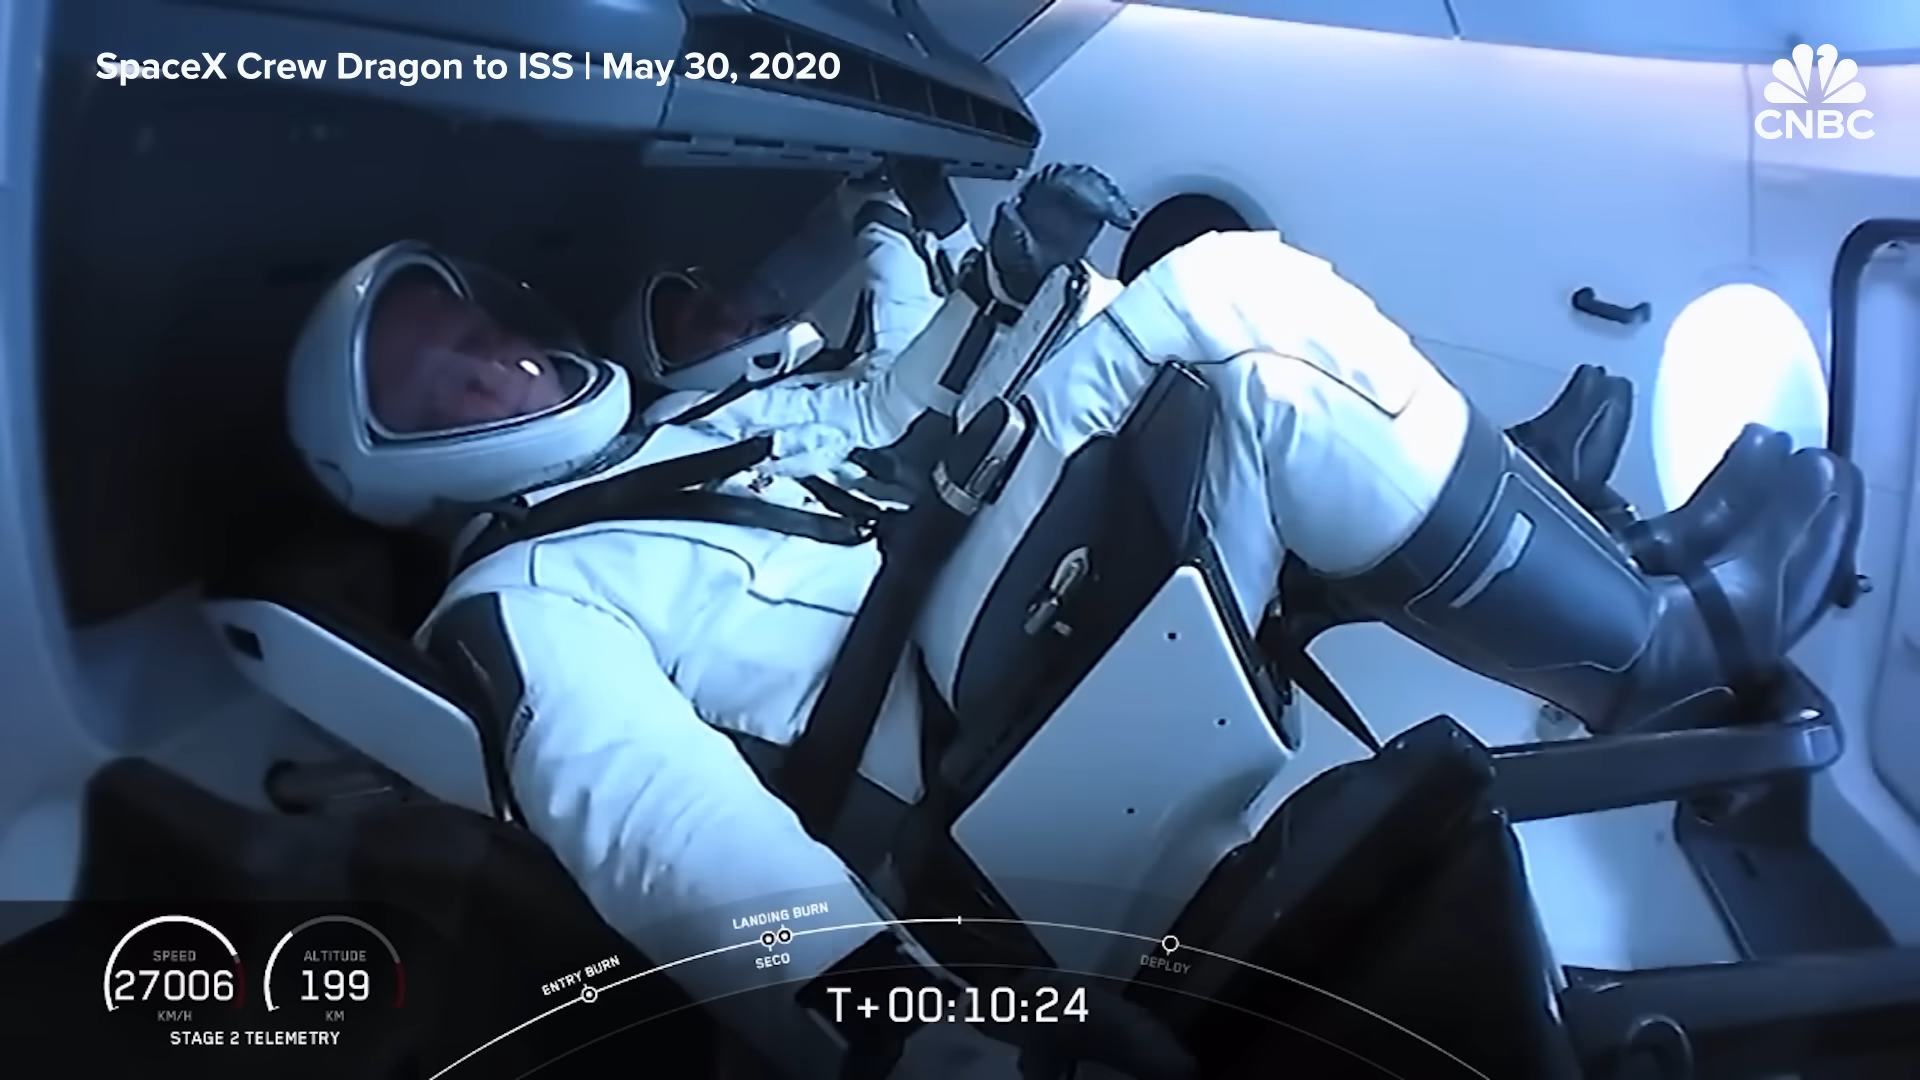 SpaceX Crew Dragon to ISS | May 30, 2020
CNBC
LANDING BURN
SECO
ENTRY BURN
DEPLOY
SPEED
27006
KM/H
ALTITUDE
199
KM
STAGE 2 TELEMETRY
T+00:10:24